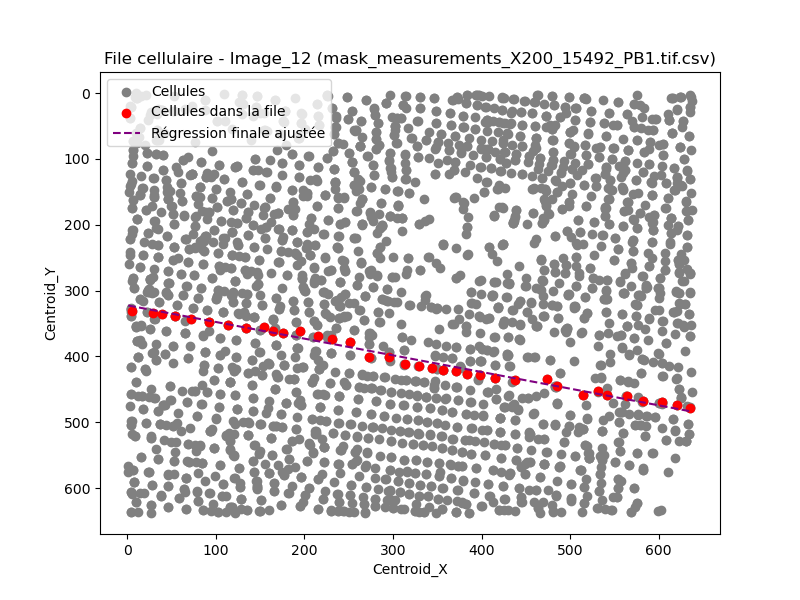 File cellulaire - Image_12 (mask_measurements_X200_15492_PB1.tif.csv)
Cellules
Cellules dans la file
Régression finale ajustée
0
100
200
300
400
500
600
Centroid_Y
0
100
200
300
400
500
600
Centroid_X